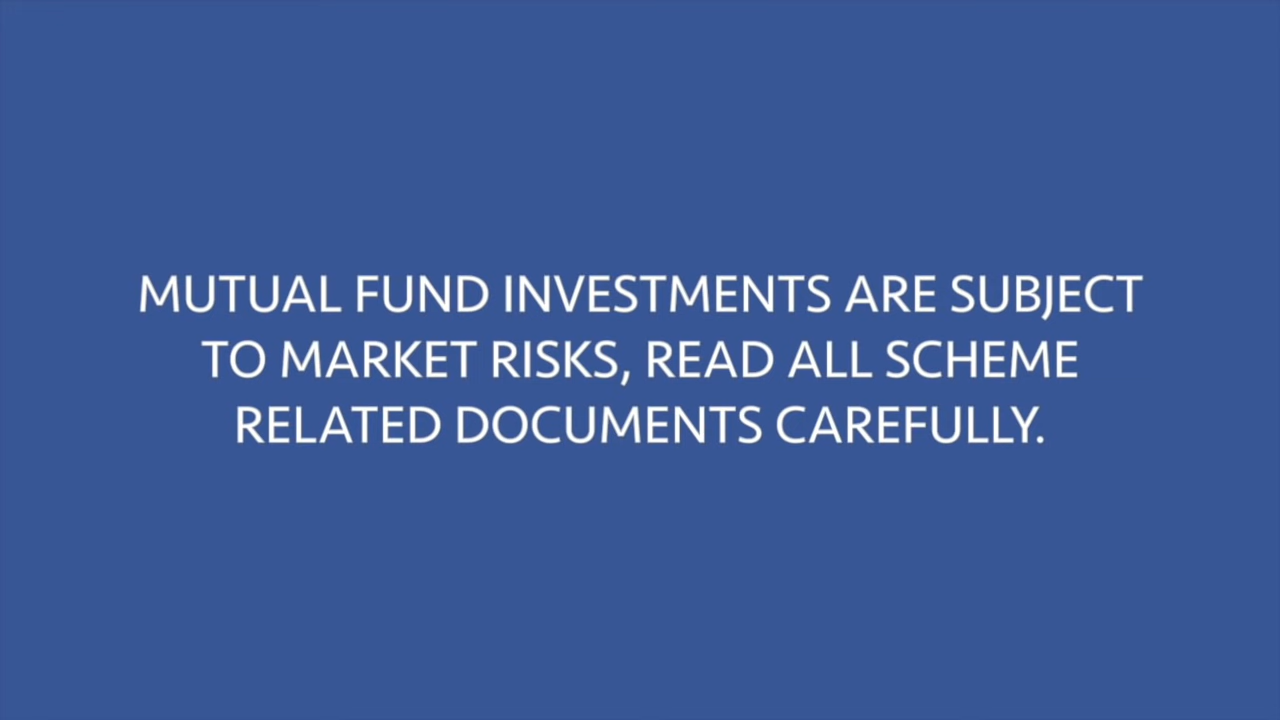 MUTUAL FUND INVESTMENTS ARE SUBJECT
TO MARKET RISKS, READ ALL SCHEME
RELATED DOCUMENTS CAREFULLY.